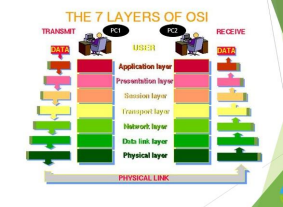 THE 7 LAYERS OF OSI
TRANSMIT PC1 PC2 RECEIVE
DATA USER DATA
Application layer
Presentation layer
Session layer
Transport layer
Network layer
Data link layer
Physical layer
PHYSICAL LINK